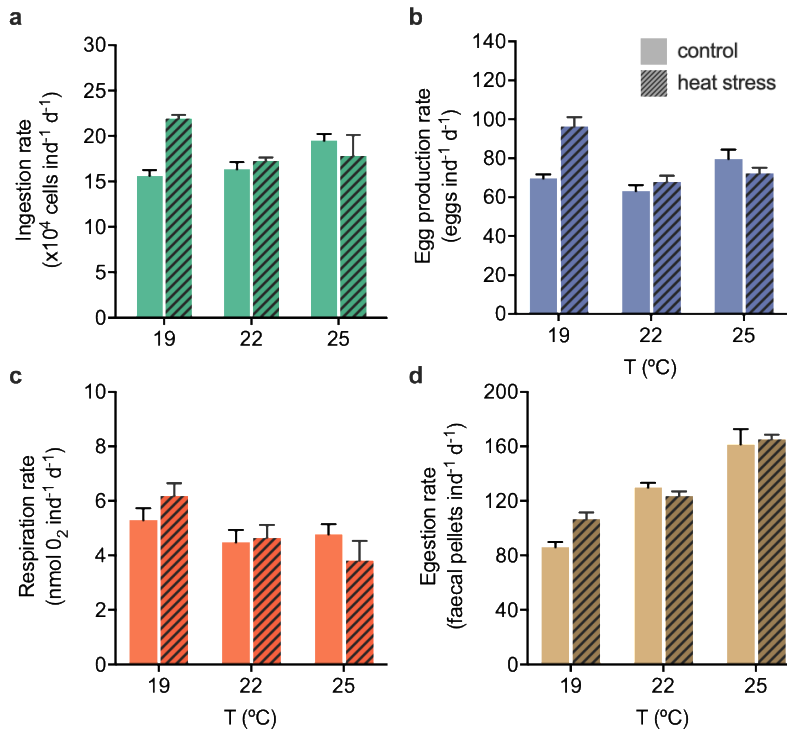 a
Ingestion rate
(x10⁴ cells ind⁻¹ d⁻¹)
30
25
20
15
10
5
0
19
22
25
b
Egg production rate
(eggs ind⁻¹ d⁻¹)
140
120
100
80
60
40
20
0
control
heat stress
19
22
25
T (ºC)
c
Respiration rate
(nmol 0₂ ind⁻¹ d⁻¹)
6
4
2
0
8
19
22
25
T (ºC)
d
Egestion rate
(faecal pellets ind⁻¹ d⁻¹)
200
160
120
80
40
0
19
22
25
T (ºC)